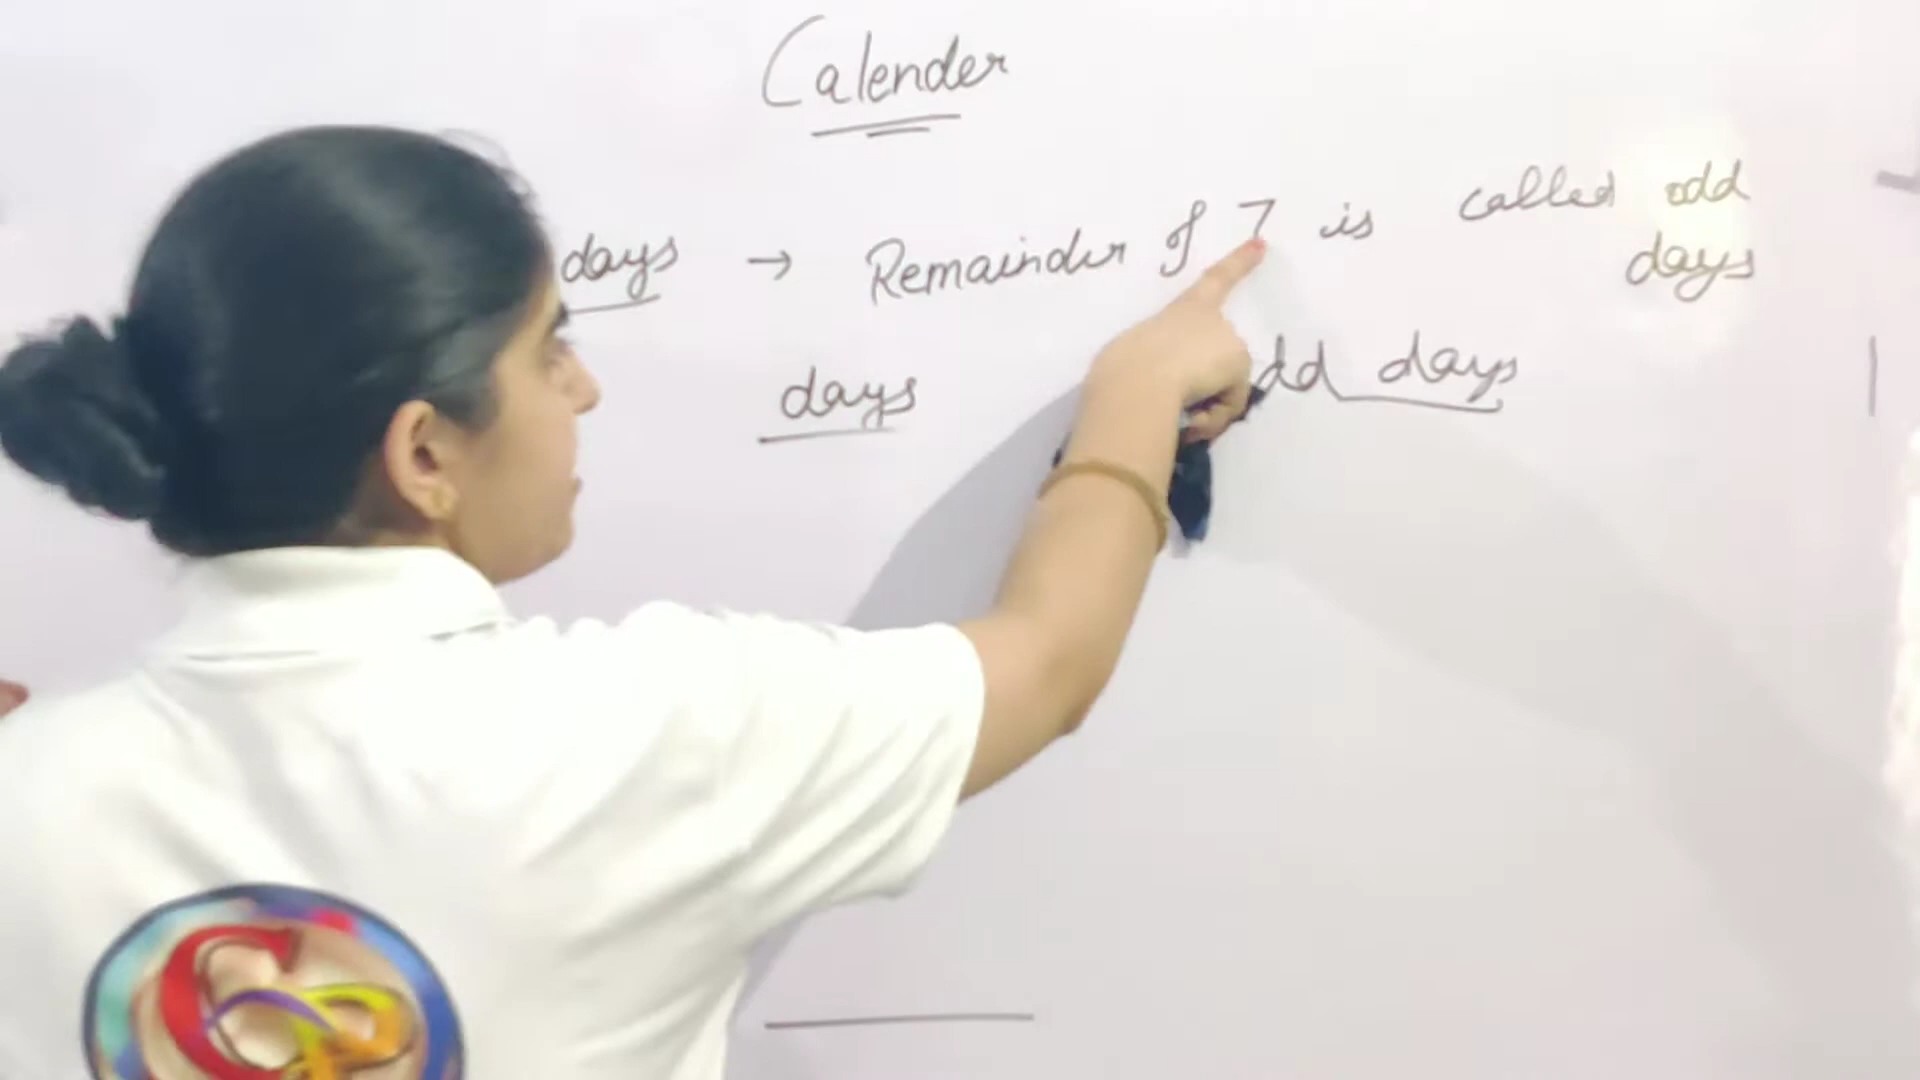 Calender
days → Remainder of 7 is called odd
days
days dd days